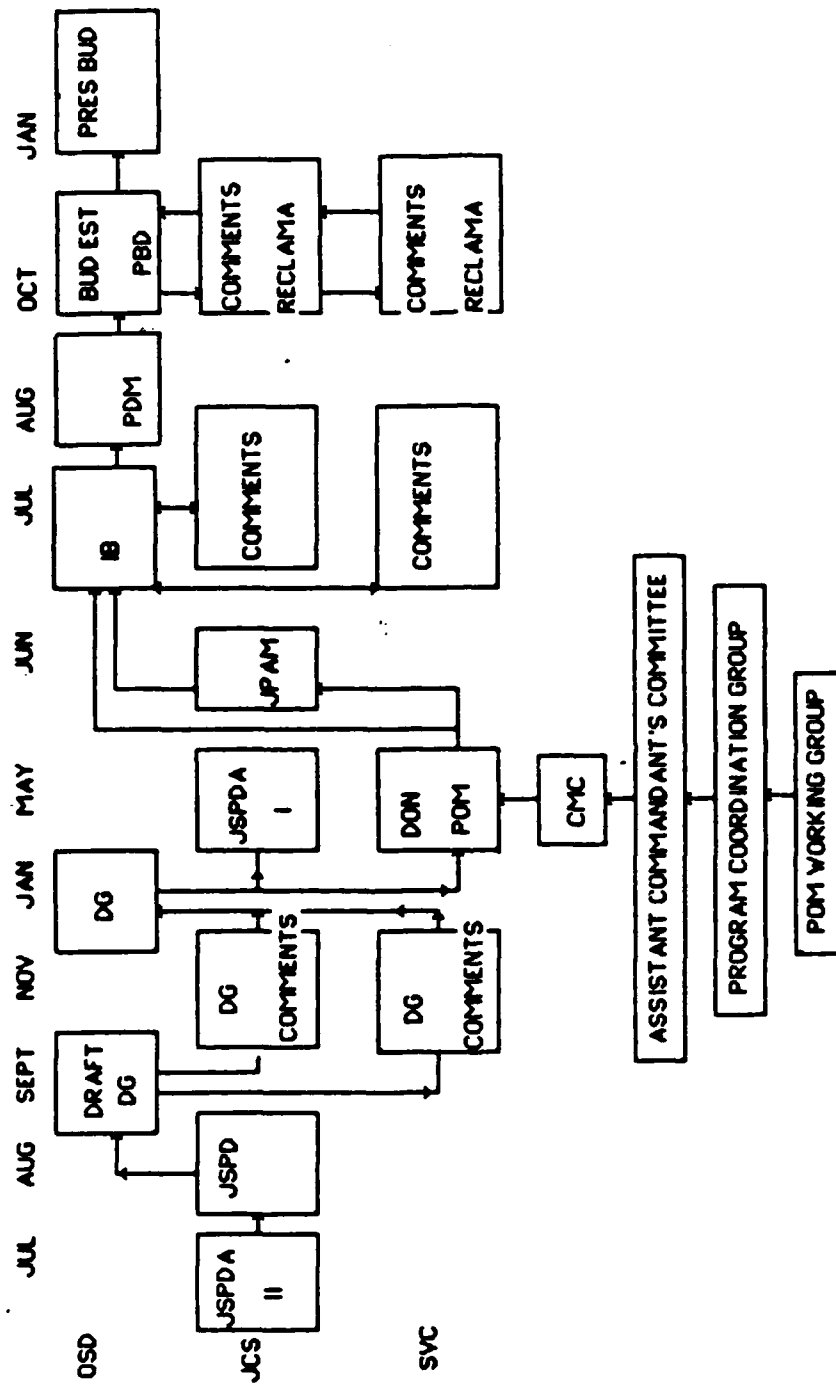 JUL AUG SEPT NOV JAN MAY JUN JUL AUG OCT JAN
OSD
DRAFT
DG
DG
IB
PDM
BUD EST
PBD
PRES BUD
JCS
JSPDA
II
JSPD
DG
COMMENTS
JSPDA
I
JPAM
COMMENTS
COMMENTS
RECLAMA
SVC
DG
COMMENTS
DON
POM
COMMENTS
COMMENTS
RECLAMA
CMC
ASSISTANT COMMANDANT'S COMMITTEE
PROGRAM COORDINATION GROUP
POM WORKING GROUP